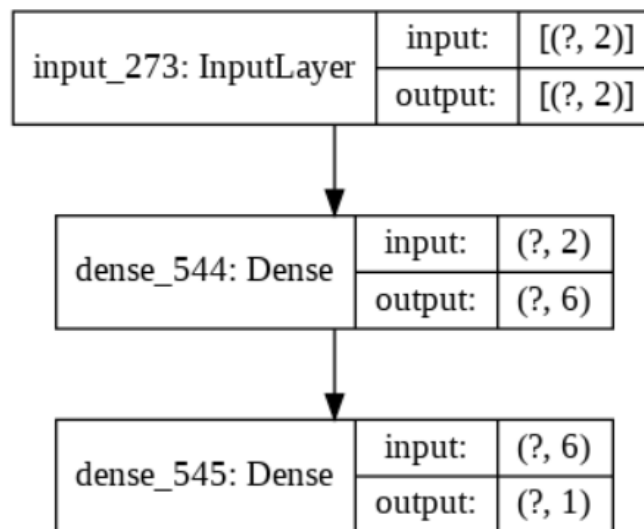 input_273: InputLayer
input:
[(?, 2)]
output:
[(?, 2)]
dense_544: Dense
input:
(?, 2)
output:
(?, 6)
dense_545: Dense
input:
(?, 6)
output:
(?, 1)